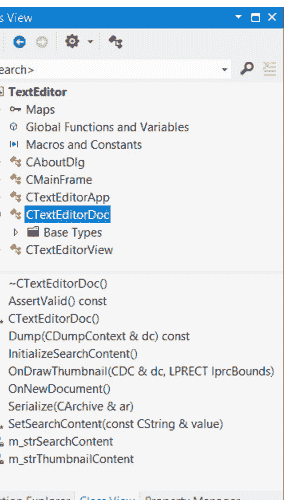 s View
earch>
TextEditor
Maps
Global Functions and Variables
Macros and Constants
CAboutDlg
CMainFrame
CTextEditorApp
CTextEditorDoc
Base Types
CTextEditorView
~CTextEditorDoc()
AssertValid() const
CTextEditorDoc()
Dump(CDumpContext & dc) const
InitializeSearchContent()
OnDrawThumbnail(CDC & dc, LPRECT lprcBounds)
OnNewDocument()
Serialize(CArchive & ar)
SetSearchContent(const CString & value)
m_strSearchContent
m_strThumbnailContent
ction Explorer Class View Property Manager